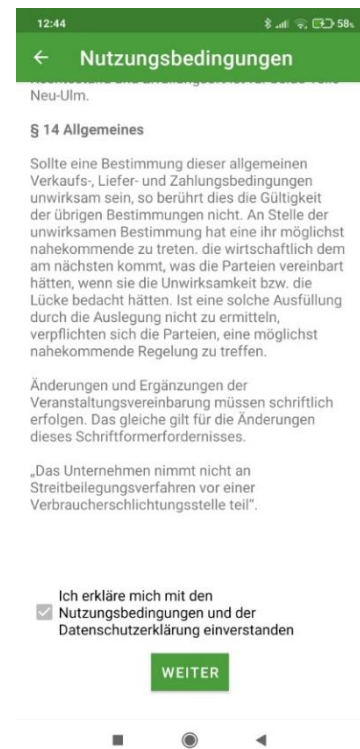 12:44
58%
Nutzungsbedingungen
Neu-Ulm.
§ 14 Allgemeines
Sollte eine Bestimmung dieser allgemeinen
Verkaufs-, Liefer- und Zahlungsbedingungen
unwirksam sein, so berührt dies die Gültigkeit
der übrigen Bestimmungen nicht. An Stelle der
unwirksamen Bestimmung hat eine ihr möglichst
nahekommende zu treten. die wirtschaftlich dem
am nächsten kommt, was die Parteien vereinbart
hätten, wenn sie die Unwirksamkeit bzw. die
Lücke bedacht hätten. Ist eine solche Ausfüllung
durch die Auslegung nicht zu ermitteln,
verpflichten sich die Parteien, eine möglichst
nahekommende Regelung zu treffen.
Änderungen und Ergänzungen der
Veranstaltungsvereinbarung müssen schriftlich
erfolgen. Das gleiche gilt für die Änderungen
dieses Schriftformerfordernisses.
„Das Unternehmen nimmt nicht an
Streitbeilegungsverfahren vor einer
Verbraucherschlichtungsstelle teil“.
Ich erkläre mich mit den
Nutzungsbedingungen und der
Datenschutzerklärung einverstanden
WEITER